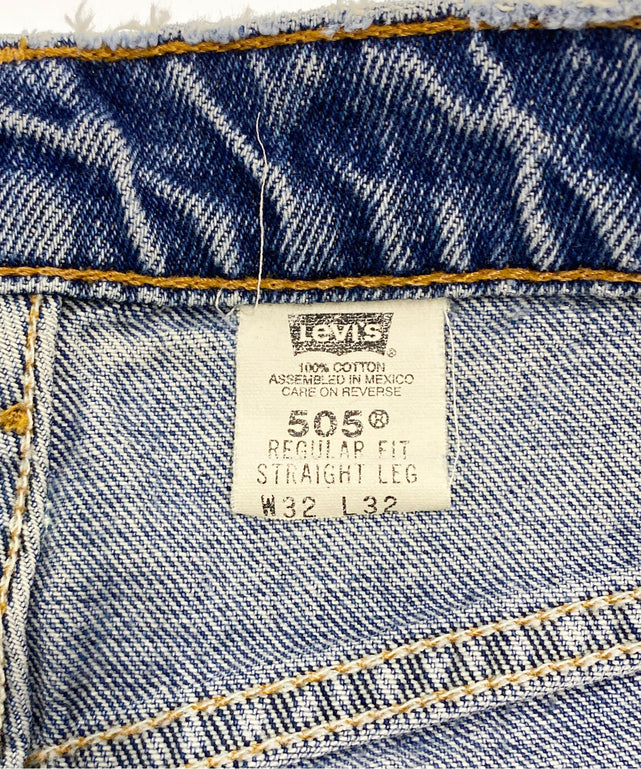 Levi's ®
100% COTTON
ASSEMBLED IN MEXICO
CARE ON REVERSE
505®
REGULAR FIT
STRAIGHT LEG
W32 L32